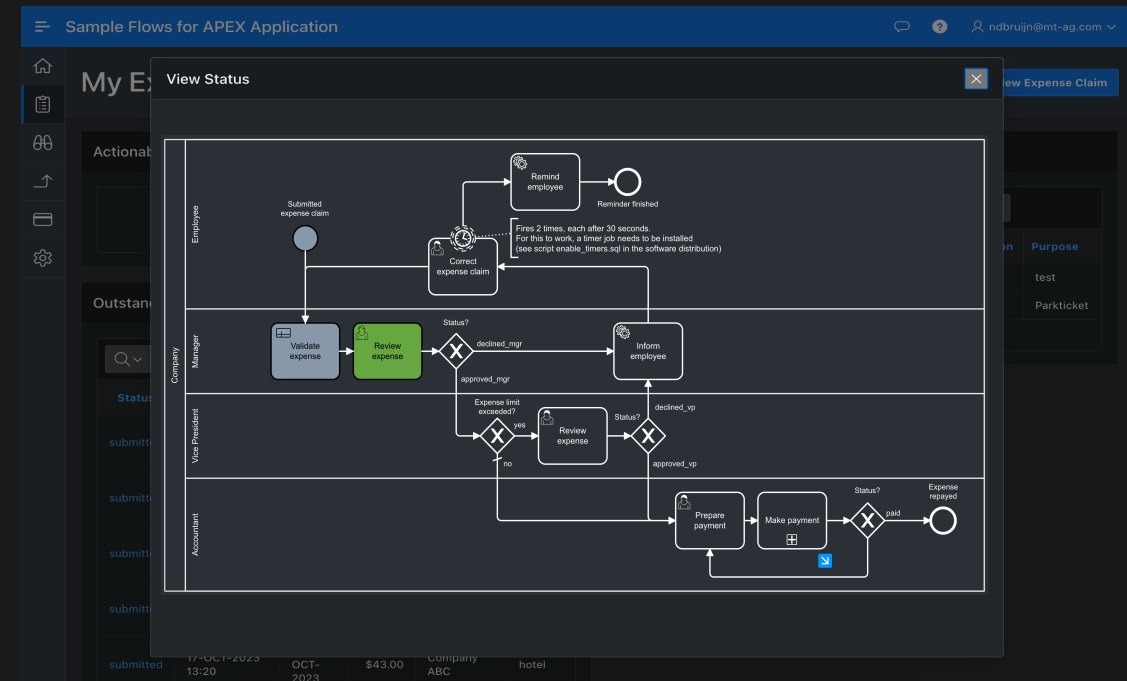 Sample Flows for APEX Application
ndbruijn@mt-ag.com
My Ex
ew Expense Claim
View Status
Actionab
Outstan
Status
submitte
submitte
submitte
submitte
submitted
17-OCT-2023
13:20
OCT-
2023
$43.00
Company
ABC
hotel
on
Purpose
test
Parkticket
Company
Employee
Submitted
expense claim
Remind
employee
Reminder finished
Fires 2 times, each after 30 seconds.
For this to work, a timer job needs to be installed
(see script enable_timers.sql in the software distribution)
Correct
expense claim
Manager
Validate
expense
Review
expense
Status?
X
declined_mgr
approved_mgr
Inform
employee
Vice President
Expense limit
exceeded?
X
yes
no
Review
expense
Status?
X
declined_vp
approved_vp
Accountant
Prepare
payment
Make payment
Status?
X
paid
Expense
repayed